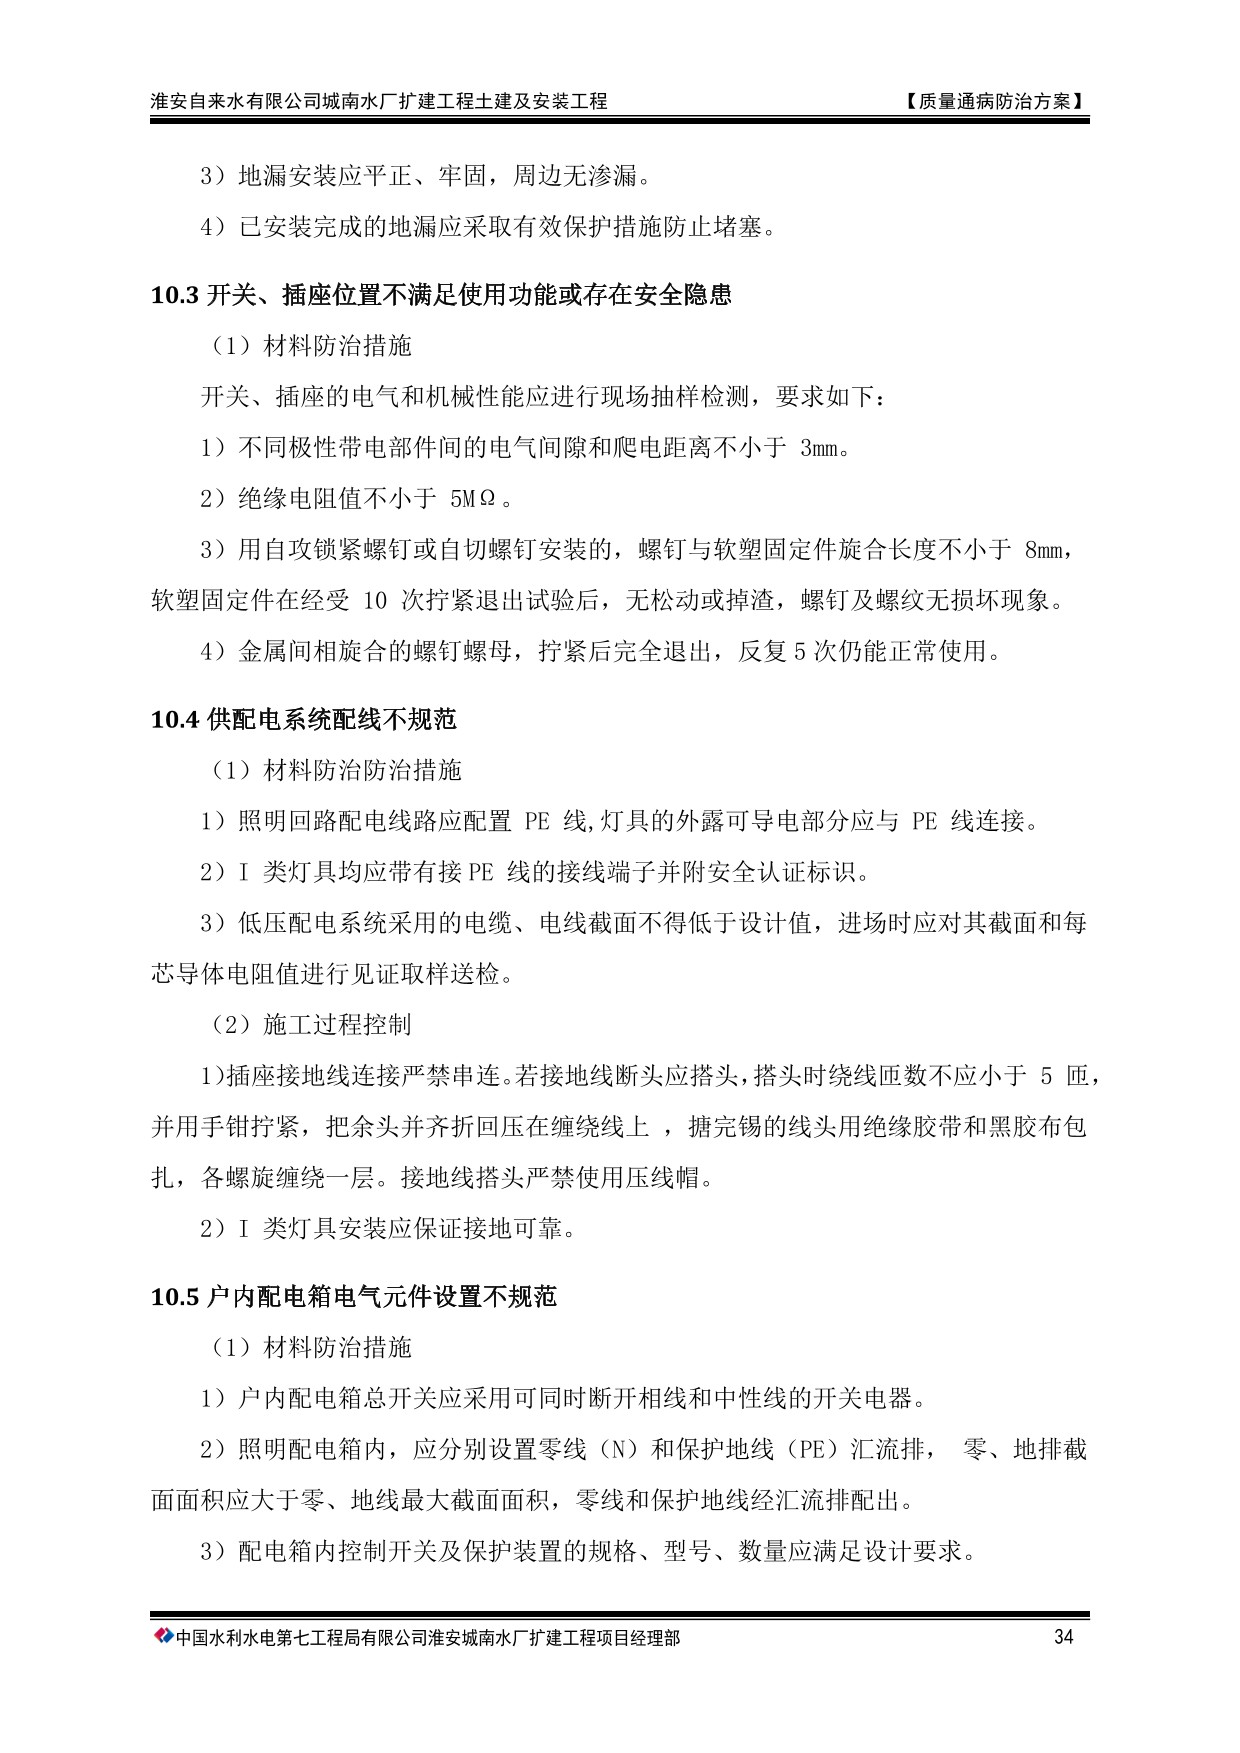 淮安自来水有限公司城南水厂扩建工程土建及安装工程 【质量通病防治方案】
3）地漏安装应平正、牢固，周边无渗漏。
4）已安装完成的地漏应采取有效保护措施防止堵塞。
10.3 开关、插座位置不满足使用功能或存在安全隐患
（1）材料防治措施
开关、插座的电气和机械性能应进行现场抽样检测，要求如下：
1）不同极性带电部件间的电气间隙和爬电距离不小于 3mm。
2）绝缘电阻值不小于 5MΩ。
3）用自攻锁紧螺钉或自切螺钉安装的，螺钉与软塑固定件旋合长度不小于 8mm，
软塑固定件在经受 10 次拧紧退出试验后，无松动或掉渣，螺钉及螺纹无损坏现象。
4）金属间相旋合的螺钉螺母，拧紧后完全退出，反复 5 次仍能正常使用。
10.4 供配电系统配线不规范
（1）材料防治防治措施
1）照明回路配电线路应配置 PE 线,灯具的外露可导电部分应与 PE 线连接。
2）I 类灯具均应带有接 PE 线的接线端子并附安全认证标识。
3）低压配电系统采用的电缆、电线截面不得低于设计值，进场时应对其截面和每
芯导体电阻值进行见证取样送检。
（2）施工过程控制
1)插座接地线连接严禁串连。若接地线断头应搭头,搭头时绕线匝数不应小于 5 匝，
并用手钳拧紧，把余头并齐折回压在缠绕线上 ，搪完锡的线头用绝缘胶带和黑胶布包
扎，各螺旋缠绕一层。接地线搭头严禁使用压线帽。
2）I 类灯具安装应保证接地可靠。
10.5 户内配电箱电气元件设置不规范
（1）材料防治措施
1）户内配电箱总开关应采用可同时断开相线和中性线的开关电器。
2）照明配电箱内，应分别设置零线（N）和保护地线（PE）汇流排， 零、地排截
面面积应大于零、地线最大截面面积，零线和保护地线经汇流排配出。
3）配电箱内控制开关及保护装置的规格、型号、数量应满足设计要求。
中国水利水电第七工程局有限公司淮安城南水厂扩建工程项目经理部 34